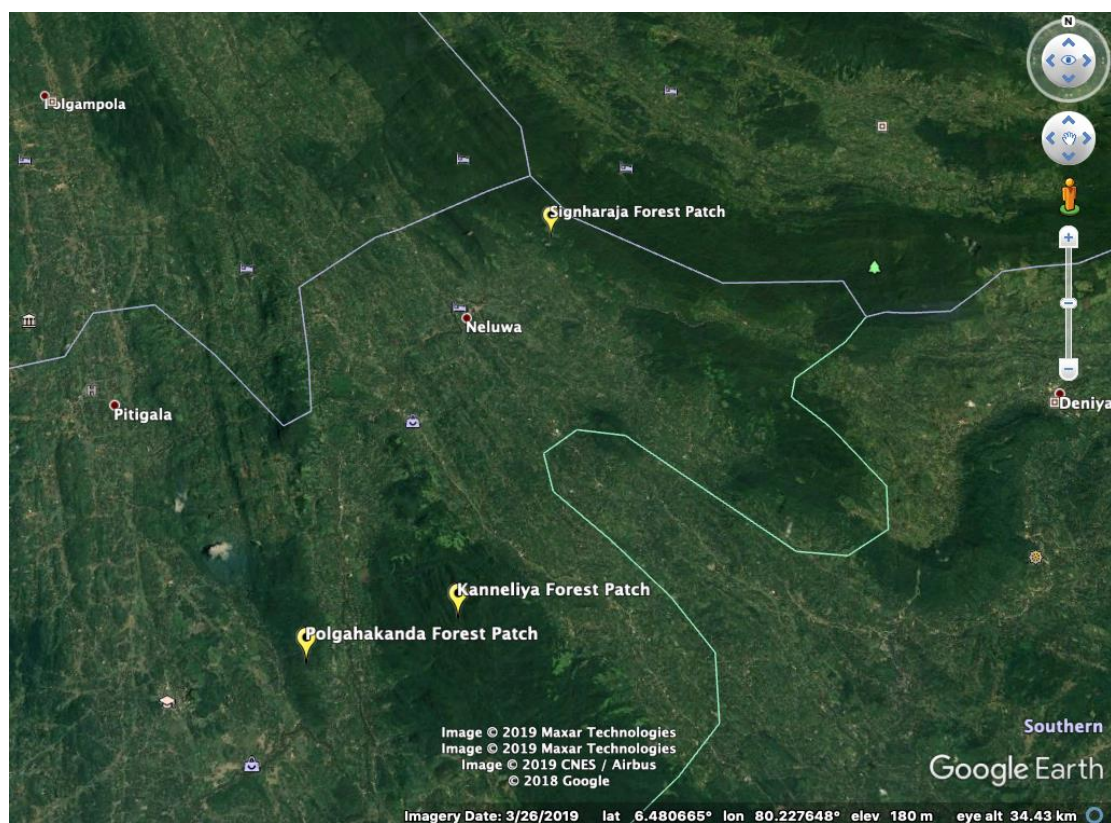 N
Polgampola
Signharaja Forest Patch
Neluwa
Deniya
Pitigala
Kanneliya Forest Patch
Polgahakanda Forest Patch
Southern
Image © 2019 Maxar Technologies
Image © 2019 Maxar Technologies
Image © 2019 CNES / Airbus
© 2018 Google
Google Earth
Imagery Date: 3/26/2019 lat 6.480665° lon 80.227648° elev 180 m eye alt 34.43 km